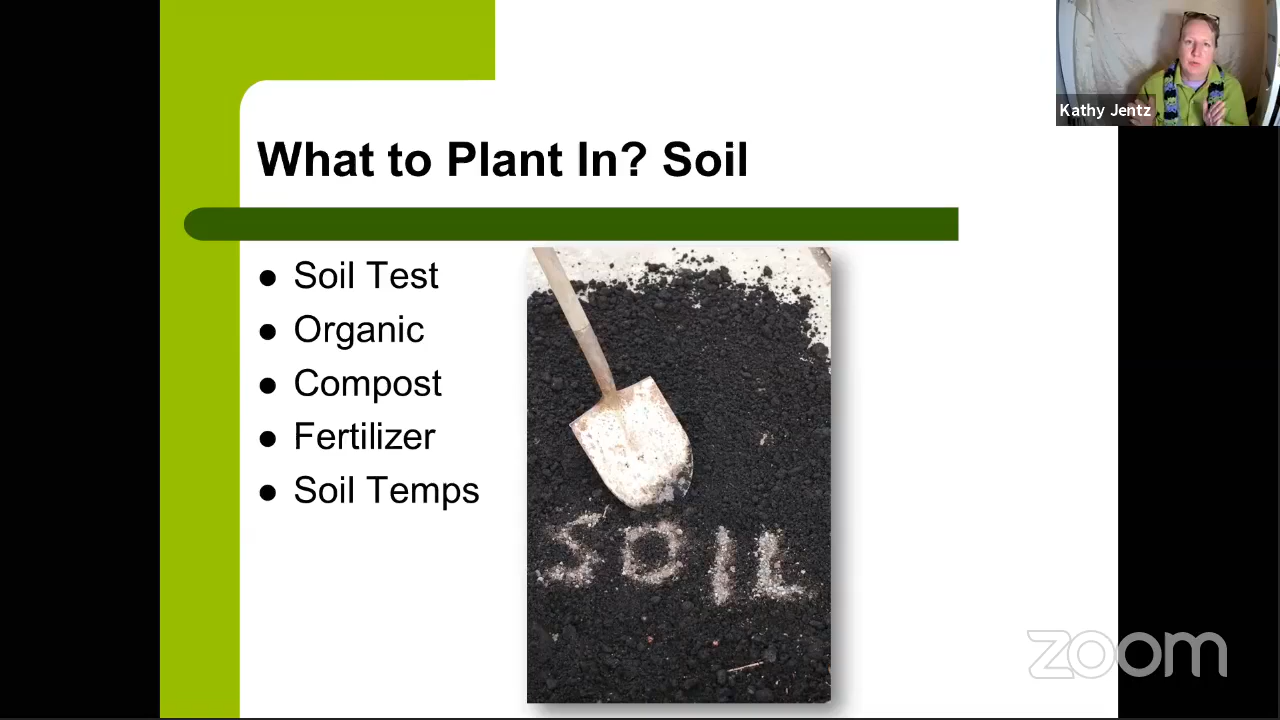 Kathy Jentz
What to Plant In? Soil
Soil Test
Organic
Compost
Fertilizer
Soil Temps
SOIL
zoom